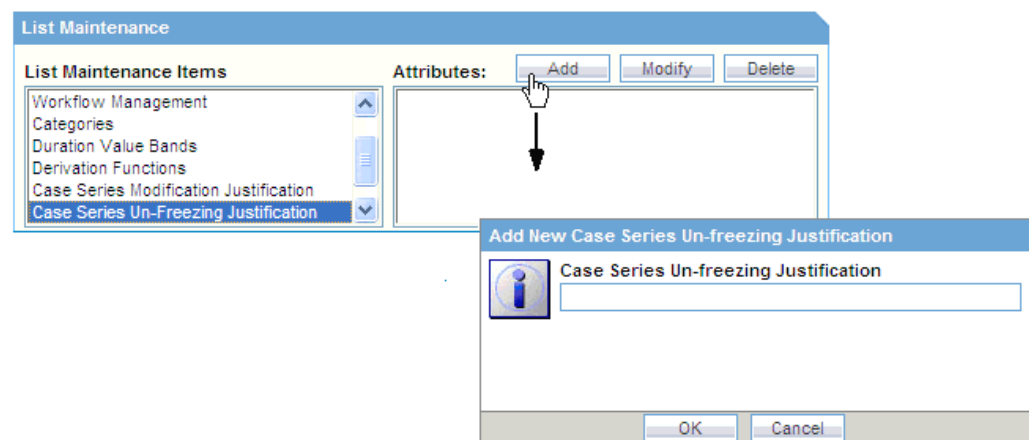 List Maintenance
List Maintenance Items
Attributes:
Add
Modify
Delete
Workflow Management
Categories
Duration Value Bands
Derivation Functions
Case Series Modification Justification
Case Series Un-Freezing Justification
Add New Case Series Un-freezing Justification
Case Series Un-freezing Justification
OK
Cancel